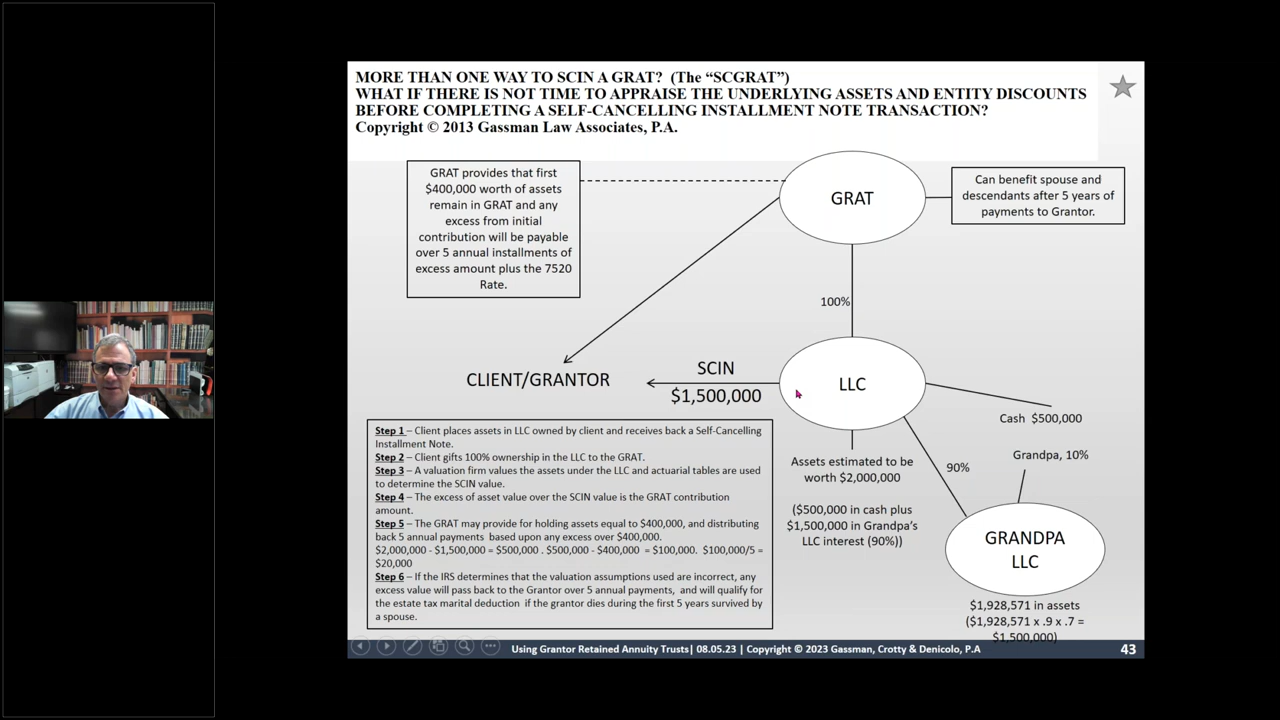 MORE THAN ONE WAY TO SCIN A GRAT? (The “SCGRAT”)
WHAT IF THERE IS NOT TIME TO APPRAISE THE UNDERLYING ASSETS AND ENTITY DISCOUNTS
BEFORE COMPLETING A SELF-CANCELLING INSTALLMENT NOTE TRANSACTION?
Copyright © 2013 Gassman Law Associates, P.A.
GRAT provides that first
$400,000 worth of assets
remain in GRAT and any
excess from initial
contribution will be payable
over 5 annual installments of
excess amount plus the 7520
Rate.
GRAT
Can benefit spouse and
descendants after 5 years of
payments to Grantor.
100%
CLIENT/GRANTOR
SCIN
$1,500,000
LLC
Cash $500,000
Grandpa, 10%
90%
Assets estimated to be
worth $2,000,000
($500,000 in cash plus
$1,500,000 in Grandpa’s
LLC interest (90%))
GRANDPA
LLC
$1,928,571 in assets
($1,928,571 x .9 x .7 =
$1,500,000)
Step 1 – Client places assets in LLC owned by client and receives back a Self-Cancelling
Installment Note.
Step 2 – Client gifts 100% ownership in the LLC to the GRAT.
Step 3 – A valuation firm values the assets under the LLC and actuarial tables are used
to determine the SCIN value.
Step 4 – The excess of asset value over the SCIN value is the GRAT contribution
amount.
Step 5 – The GRAT may provide for holding assets equal to $400,000, and distributing
back 5 annual payments based upon any excess over $400,000.
$2,000,000 - $1,500,000 = $500,000 . $500,000 - $400,000 = $100,000. $100,000/5 =
$20,000
Step 6 – If the IRS determines that the valuation assumptions used are incorrect, any
excess value will pass back to the Grantor over 5 annual payments, and will qualify for
the estate tax marital deduction if the grantor dies during the first 5 years survived by
a spouse.
Using Grantor Retained Annuity Trusts| 08.05.23 | Copyright © 2023 Gassman, Crotty & Denicolo, P.A
43